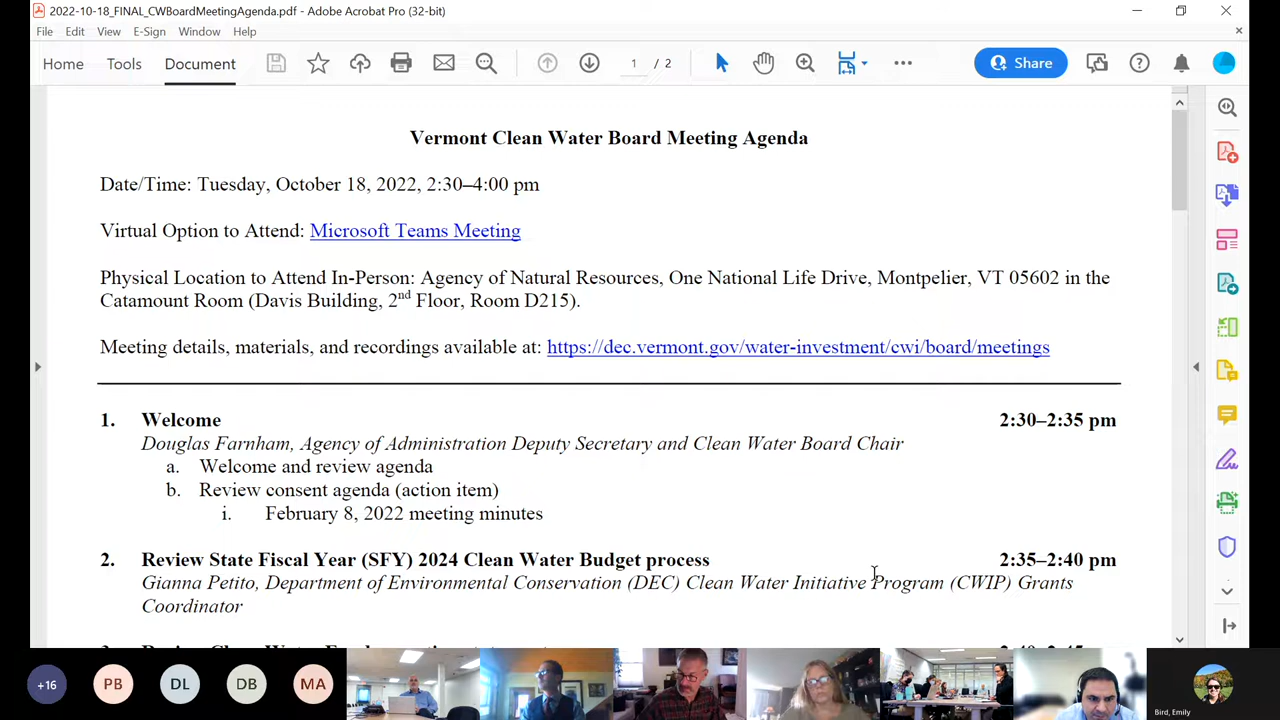 2022-10-18_FINAL_CWBoardMeetingAgenda.pdf - Adobe Acrobat Pro (32-bit)
File Edit View E-Sign Window Help
Home Tools Document 1 / 2 Share
Vermont Clean Water Board Meeting Agenda
Date/Time: Tuesday, October 18, 2022, 2:30–4:00 pm
Virtual Option to Attend: Microsoft Teams Meeting
Physical Location to Attend In-Person: Agency of Natural Resources, One National Life Drive, Montpelier, VT 05602 in the
Catamount Room (Davis Building, 2nd Floor, Room D215).
Meeting details, materials, and recordings available at: https://dec.vermont.gov/water-investment/cwi/board/meetings
1. Welcome 2:30–2:35 pm
Douglas Farnham, Agency of Administration Deputy Secretary and Clean Water Board Chair
a. Welcome and review agenda
b. Review consent agenda (action item)
i. February 8, 2022 meeting minutes
2. Review State Fiscal Year (SFY) 2024 Clean Water Budget process 2:35–2:40 pm
Gianna Petito, Department of Environmental Conservation (DEC) Clean Water Initiative Program (CWIP) Grants
Coordinator
+16 PB DL DB MA
Bird, Emily